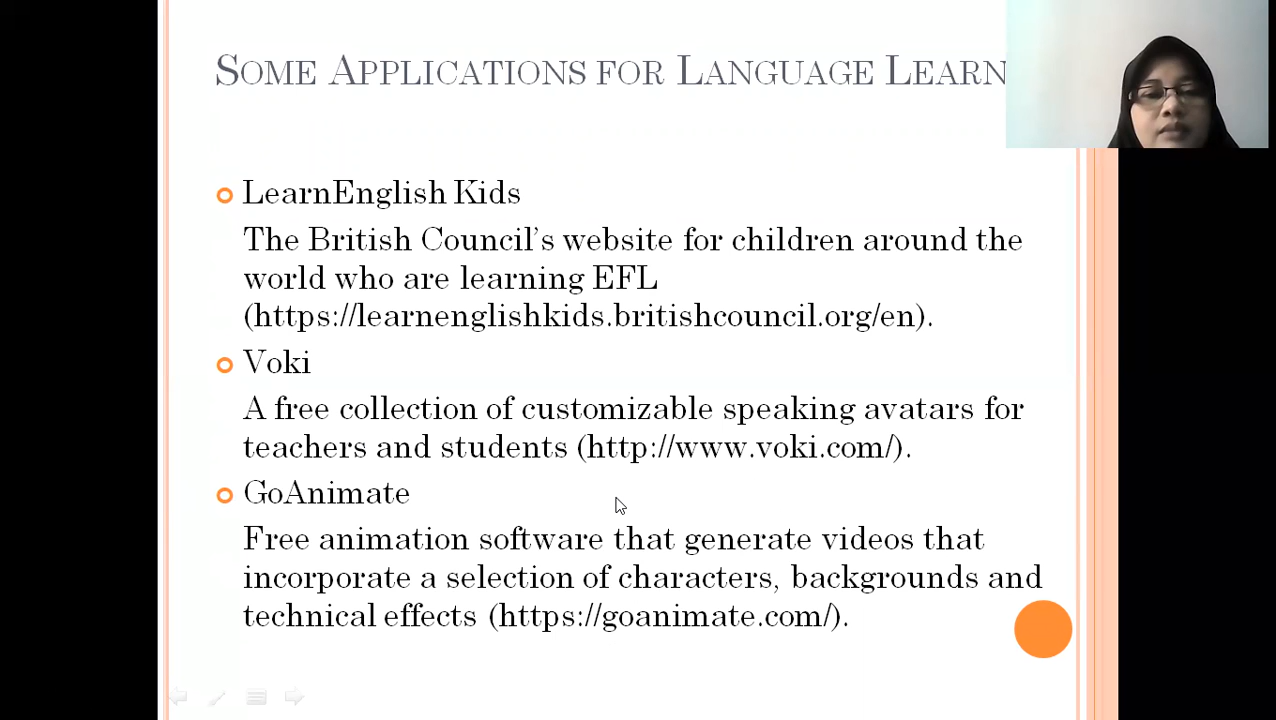 SOME APPLICATIONS FOR LANGUAGE LEARN
LearnEnglish Kids
The British Council's website for children around the
world who are learning EFL
(https://learnenglishkids.britishcouncil.org/en).
Voki
A free collection of customizable speaking avatars for
teachers and students (http://www.voki.com/).
GoAnimate
Free animation software that generate videos that
incorporate a selection of characters, backgrounds and
technical effects (https://goanimate.com/).